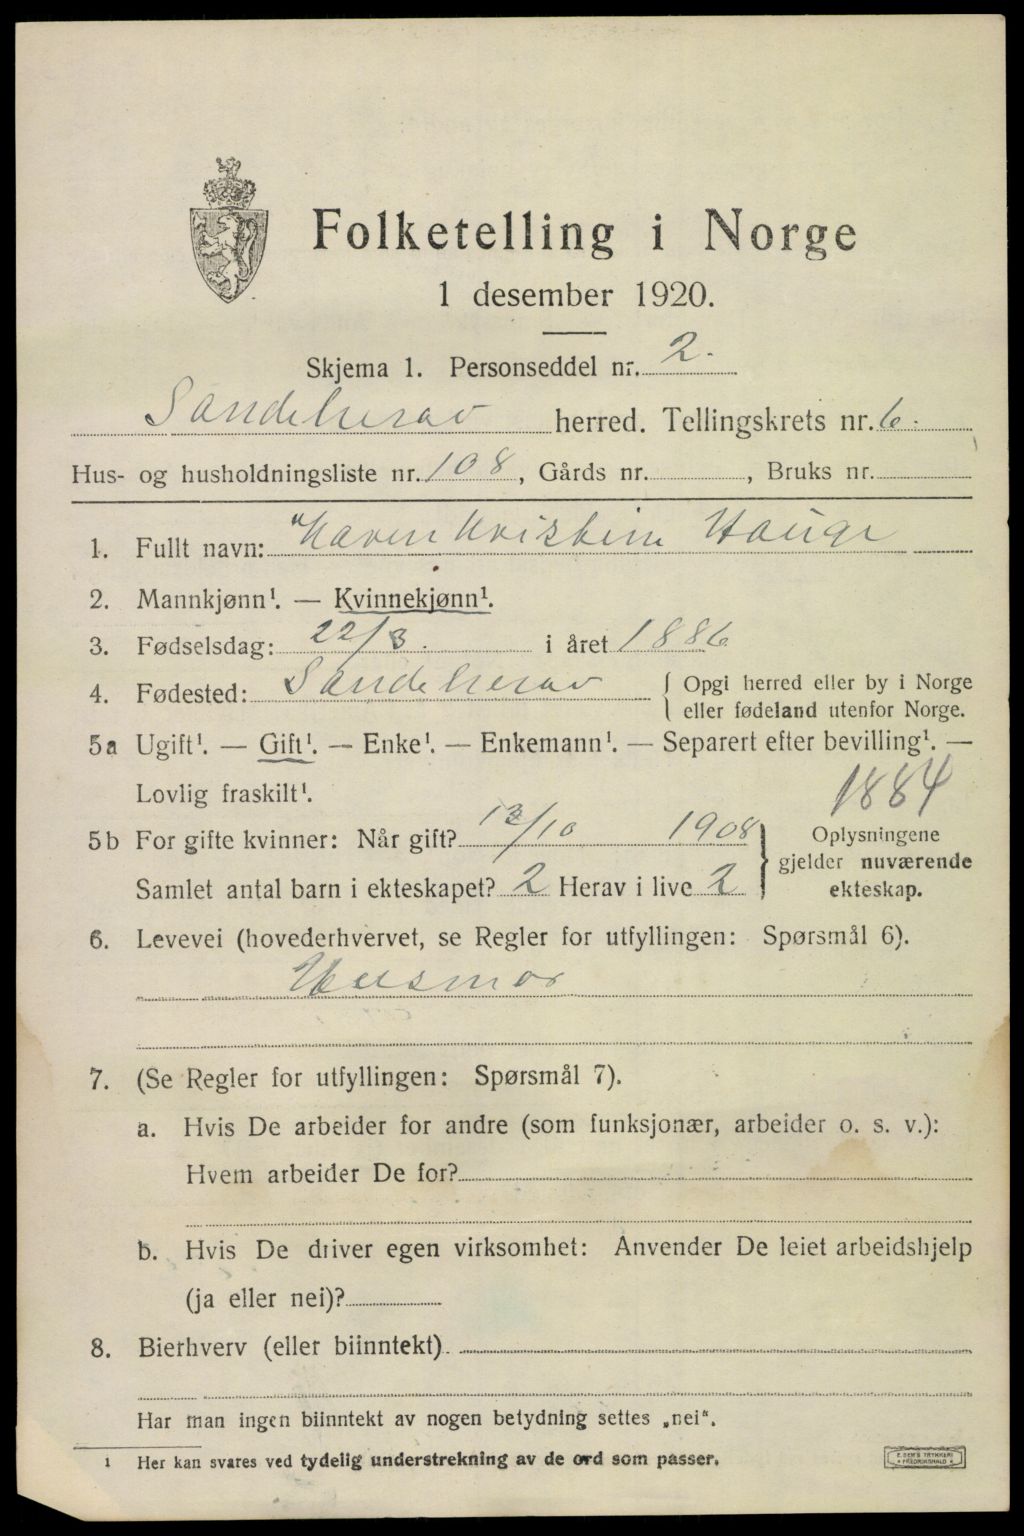 Folketelling i Norge
1 desember 1920.
Skjema 1. Personseddel nr. 2.
Sandeherav herred. Tellingskrets nr. 6.
Hus- og husholdningsliste nr. 108, Gårds nr. , Bruks nr.
1. Fullt navn: Karen Kristine Hauge
2. Mannkjønn¹. — Kvinnekjønn¹.
3. Fødselsdag: 22/3. i året 1886
4. Fødested: Sandeherav { Opgi herred eller by i Norge
eller fødeland utenfor Norge.
5a Ugift¹. — Gift¹. — Enke¹. — Enkemann¹. — Separert efter bevilling¹. —
Lovlig fraskilt¹.
1884
5b For gifte kvinner: Når gift? 13/10 1908 } Oplysningene
gjelder nuværende
Samlet antal barn i ekteskapet? 2 Herav i live 2 ekteskap.
6. Levevei (hovederhvervet, se Regler for utfyllingen: Spørsmål 6).
Husmor
7. (Se Regler for utfyllingen: Spørsmål 7).
a. Hvis De arbeider for andre (som funksjonær, arbeider o. s. v.):
Hvem arbeider De for?
b. Hvis De driver egen virksomhet: Anvender De leiet arbeidshjelp
(ja eller nei)?
8. Bierhverv (eller biinntekt).
Har man ingen biinntekt av nogen betydning settes „nei“.
¹ Her kan svares ved tydelig understrekning av de ord som passer.
E. SEM'S TRYKKERI
* FREDRIKSHALD *